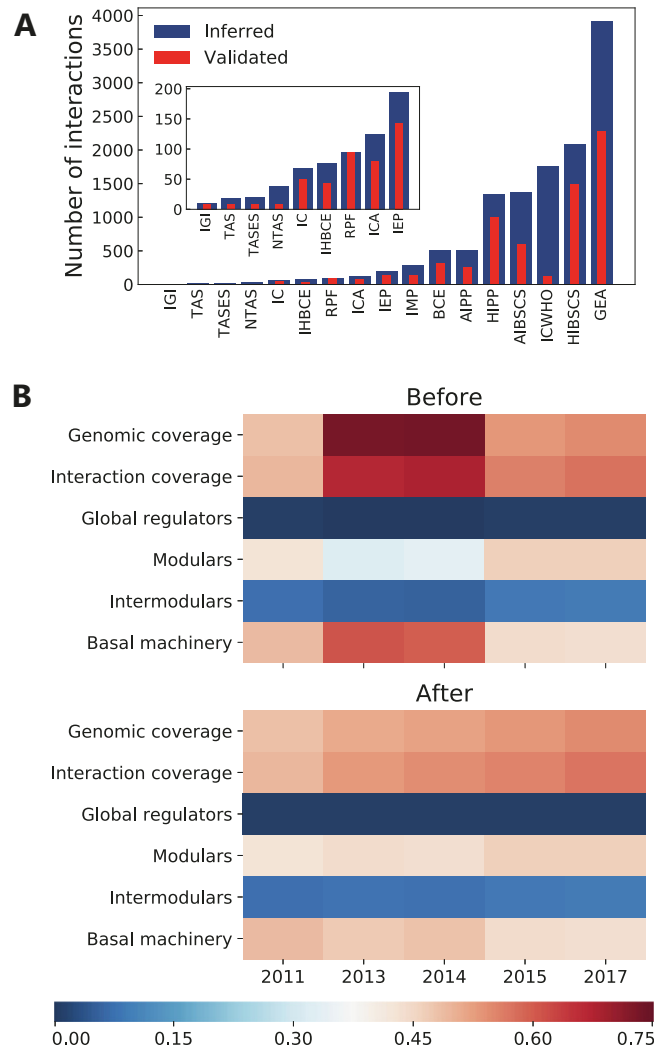 A
Number of interactions
4000
3500
3000
2500
2000
1500
1000
500
0
Inferred
Validated
200
150
100
50
0
IGI
TAS
TASES
NTAS
IC
IHBCE
RPF
ICA
IEP
IGI
TAS
TASES
NTAS
IC
IHBCE
RPF
ICA
IEP
IMP
BCE
AIPP
HIPP
AIBSCS
ICWHO
HIBSCS
GEA
B
Before
Genomic coverage
Interaction coverage
Global regulators
Modulars
Intermodulars
Basal machinery
After
Genomic coverage
Interaction coverage
Global regulators
Modulars
Intermodulars
Basal machinery
2011 2013 2014 2015 2017
0.00 0.15 0.30 0.45 0.60 0.75